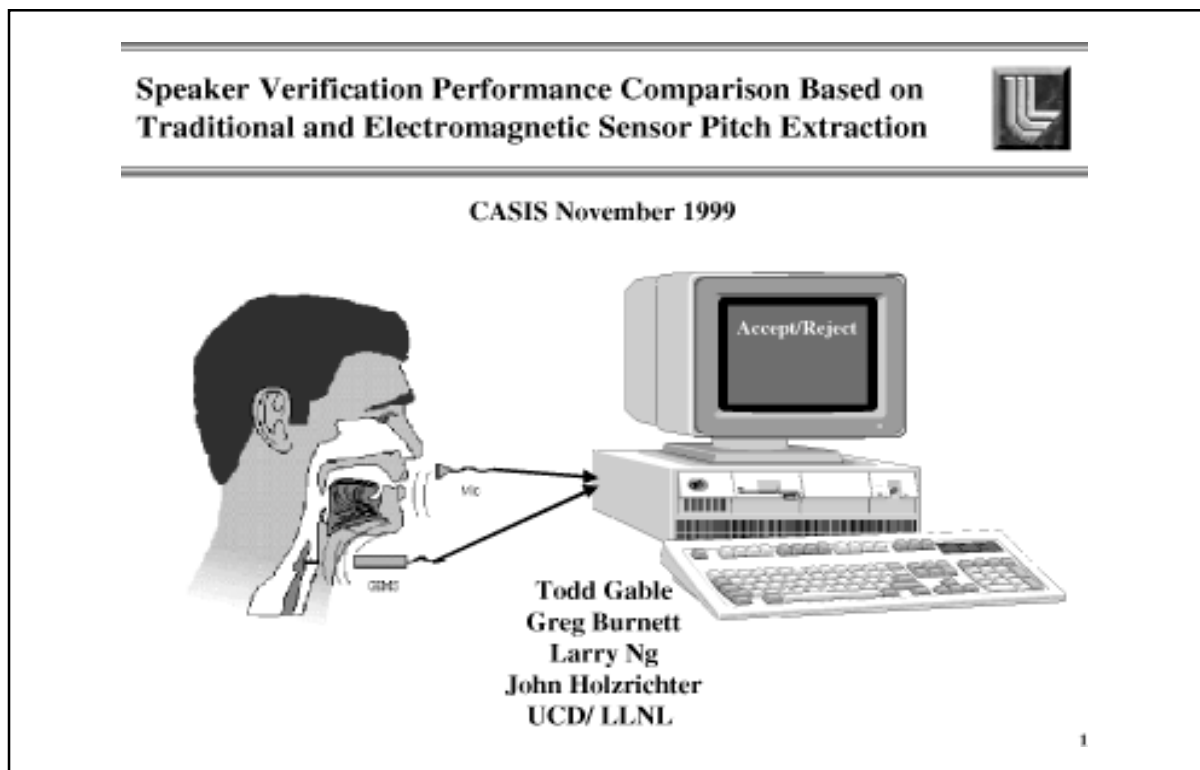 Speaker Verification Performance Comparison Based on
Traditional and Electromagnetic Sensor Pitch Extraction
CASIS November 1999
Accept/Reject
Mic
GEMS
Todd Gable
Greg Burnett
Larry Ng
John Holzrichter
UCD/ LLNL
1